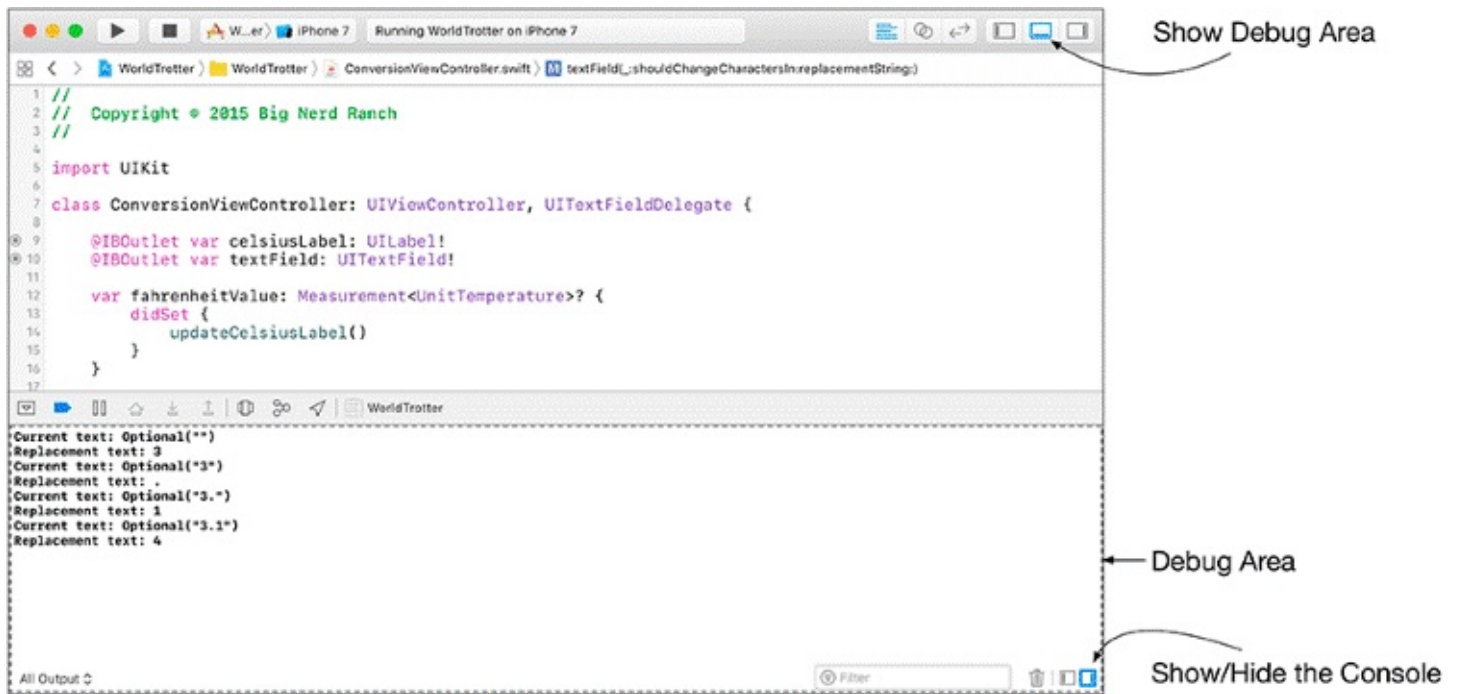 W...er) iPhone 7 Running WorldTrotter on iPhone 7
Show Debug Area
WorldTrotter WorldTrotter ConversionViewController.swift M textField(_:shouldChangeCharactersIn:replacementString:)
1 //
2 // Copyright © 2015 Big Nerd Ranch
3 //
4
5 import UIKit
6
7 class ConversionViewController: UIViewController, UITextFieldDelegate {
8
9 @IBOutlet var celsiusLabel: UILabel!
10 @IBOutlet var textField: UITextField!
11
12 var fahrenheitValue: Measurement<UnitTemperature>? {
13 didSet {
14 updateCelsiusLabel()
15 }
16 }
17
WorldTrotter
Current text: Optional("")
Replacement text: 3
Current text: Optional("3")
Replacement text: .
Current text: Optional("3.")
Replacement text: 1
Current text: Optional("3.1")
Replacement text: 4
Debug Area
All Output
Filter
Show/Hide the Console